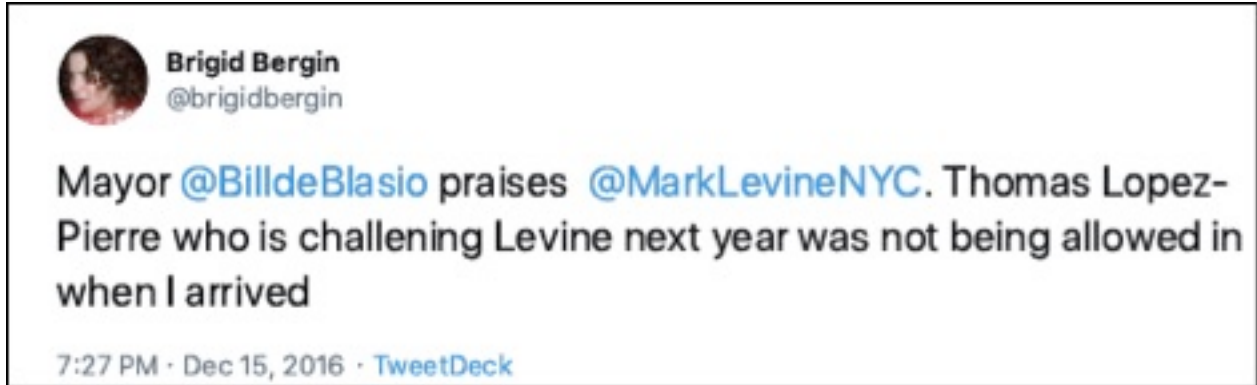 Brigid Bergin
@brigidbergin
Mayor @BilldeBlasio praises @MarkLevineNYC. Thomas Lopez-
Pierre who is challening Levine next year was not being allowed in
when I arrived
7:27 PM · Dec 15, 2016 · TweetDeck